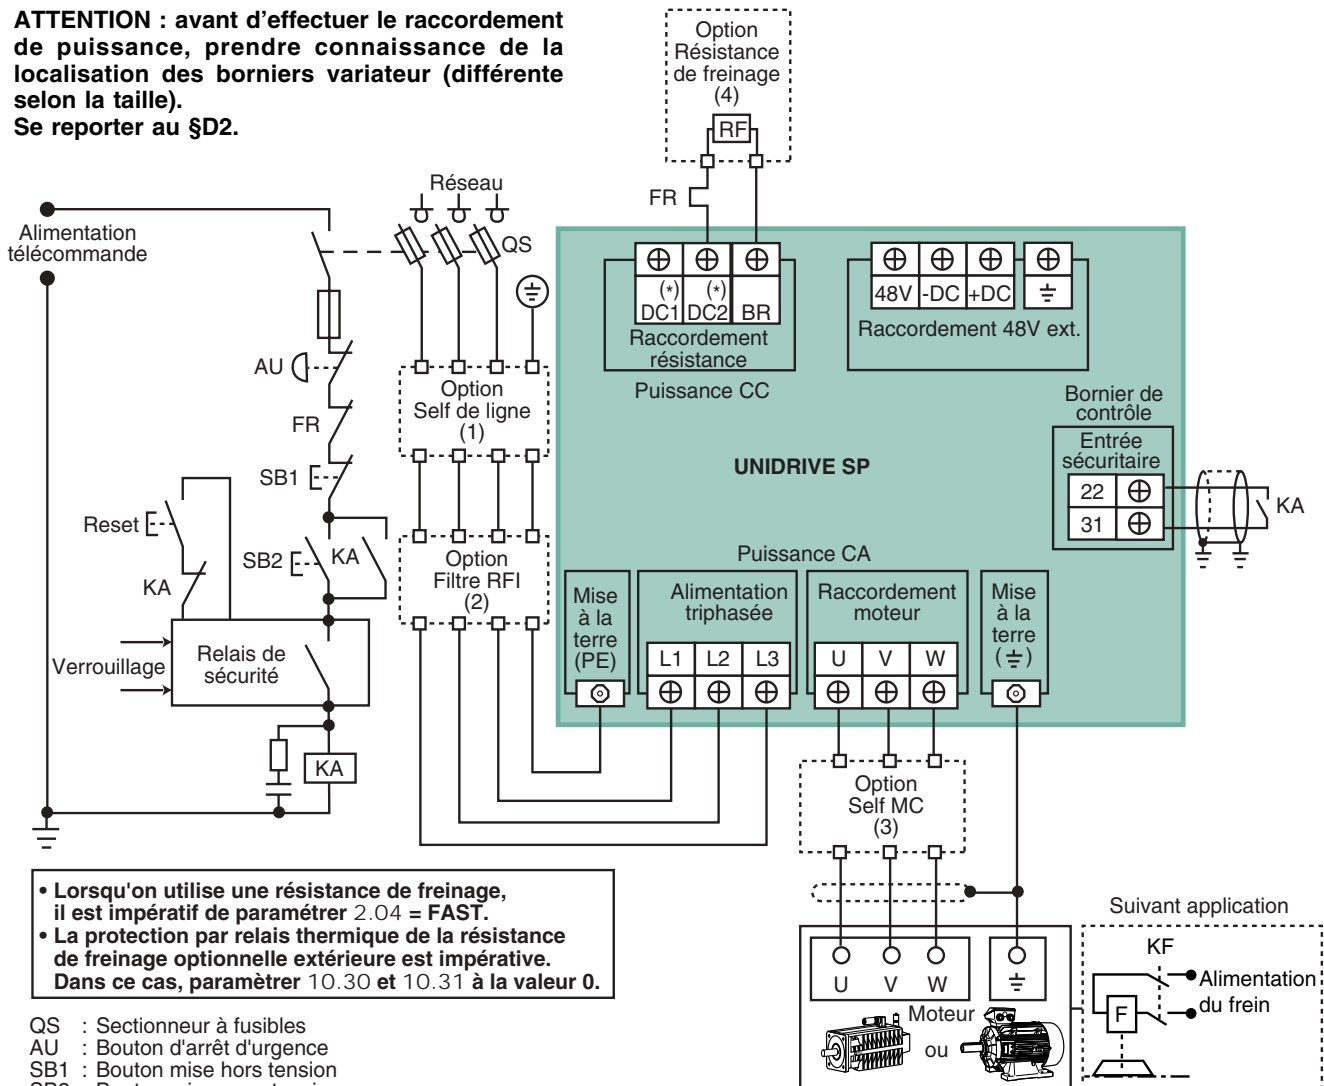 ATTENTION : avant d'effectuer le raccordement
de puissance, prendre connaissance de la
localisation des borniers variateur (différente
selon la taille).
Se reporter au §D2.
Option
Résistance
de freinage
(4)
RF
FR
Réseau
QS
Alimentation
télécommande
AU
FR
SB1
Reset
SB2
KA
KA
Verrouillage
Relais de
sécurité
KA
Option
Self de ligne
(1)
Option
Filtre RFI
(2)
(*) (*)
DC1 DC2 BR
Raccordement
résistance
Puissance CC
48V -DC +DC
Raccordement 48V ext.
Bornier de
contrôle
Entrée
sécuritaire
22
31
KA
UNIDRIVE SP
Puissance CA
Mise
à la
terre
(PE)
Alimentation
triphasée
L1 L2 L3
Raccordement
moteur
U V W
Mise
à la
terre
( )
Option
Self MC
(3)
U V W
Moteur
ou
Suivant application
KF
Alimentation
du frein
F
• Lorsqu'on utilise une résistance de freinage,
il est impératif de paramétrer 2.04 = FAST.
• La protection par relais thermique de la résistance
de freinage optionnelle extérieure est impérative.
Dans ce cas, paramètrer 10.30 et 10.31 à la valeur 0.
QS : Sectionneur à fusibles
AU : Bouton d'arrêt d'urgence
SB1 : Bouton mise hors tension